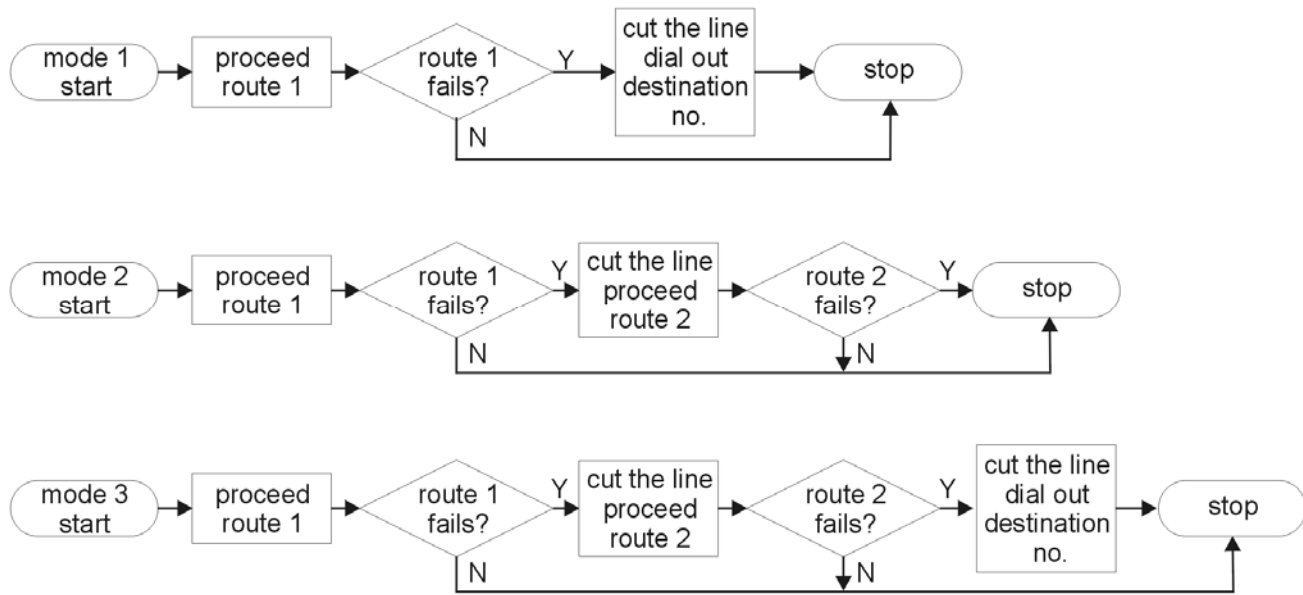 mode 1
start
proceed
route 1
route 1
fails?
Y
N
cut the line
dial out
destination
no.
stop
mode 2
start
proceed
route 1
route 1
fails?
Y
N
cut the line
proceed
route 2
route 2
fails?
Y
N
stop
mode 3
start
proceed
route 1
route 1
fails?
Y
N
cut the line
proceed
route 2
route 2
fails?
Y
N
cut the line
dial out
destination
no.
stop